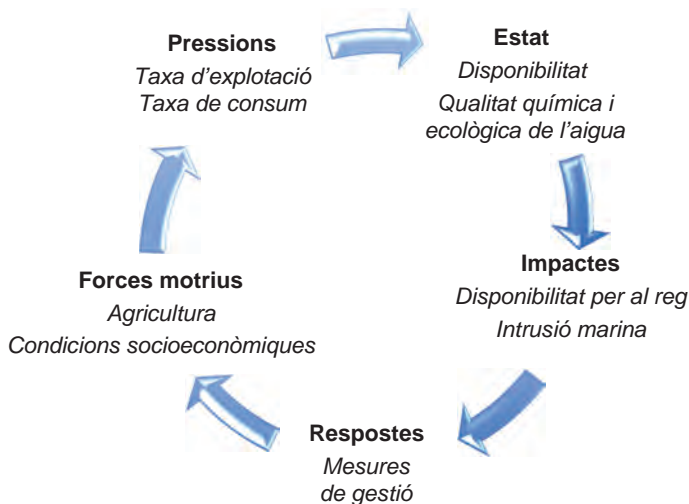 Pressions
Taxa d'explotació
Taxa de consum
Estat
Disponibilitat
Qualitat química i
ecològica de l'aigua
Impactes
Disponibilitat per al reg
Intrusió marina
Respostes
Mesures
de gestió
Forces motrius
Agricultura
Condicions socioeconòmiques